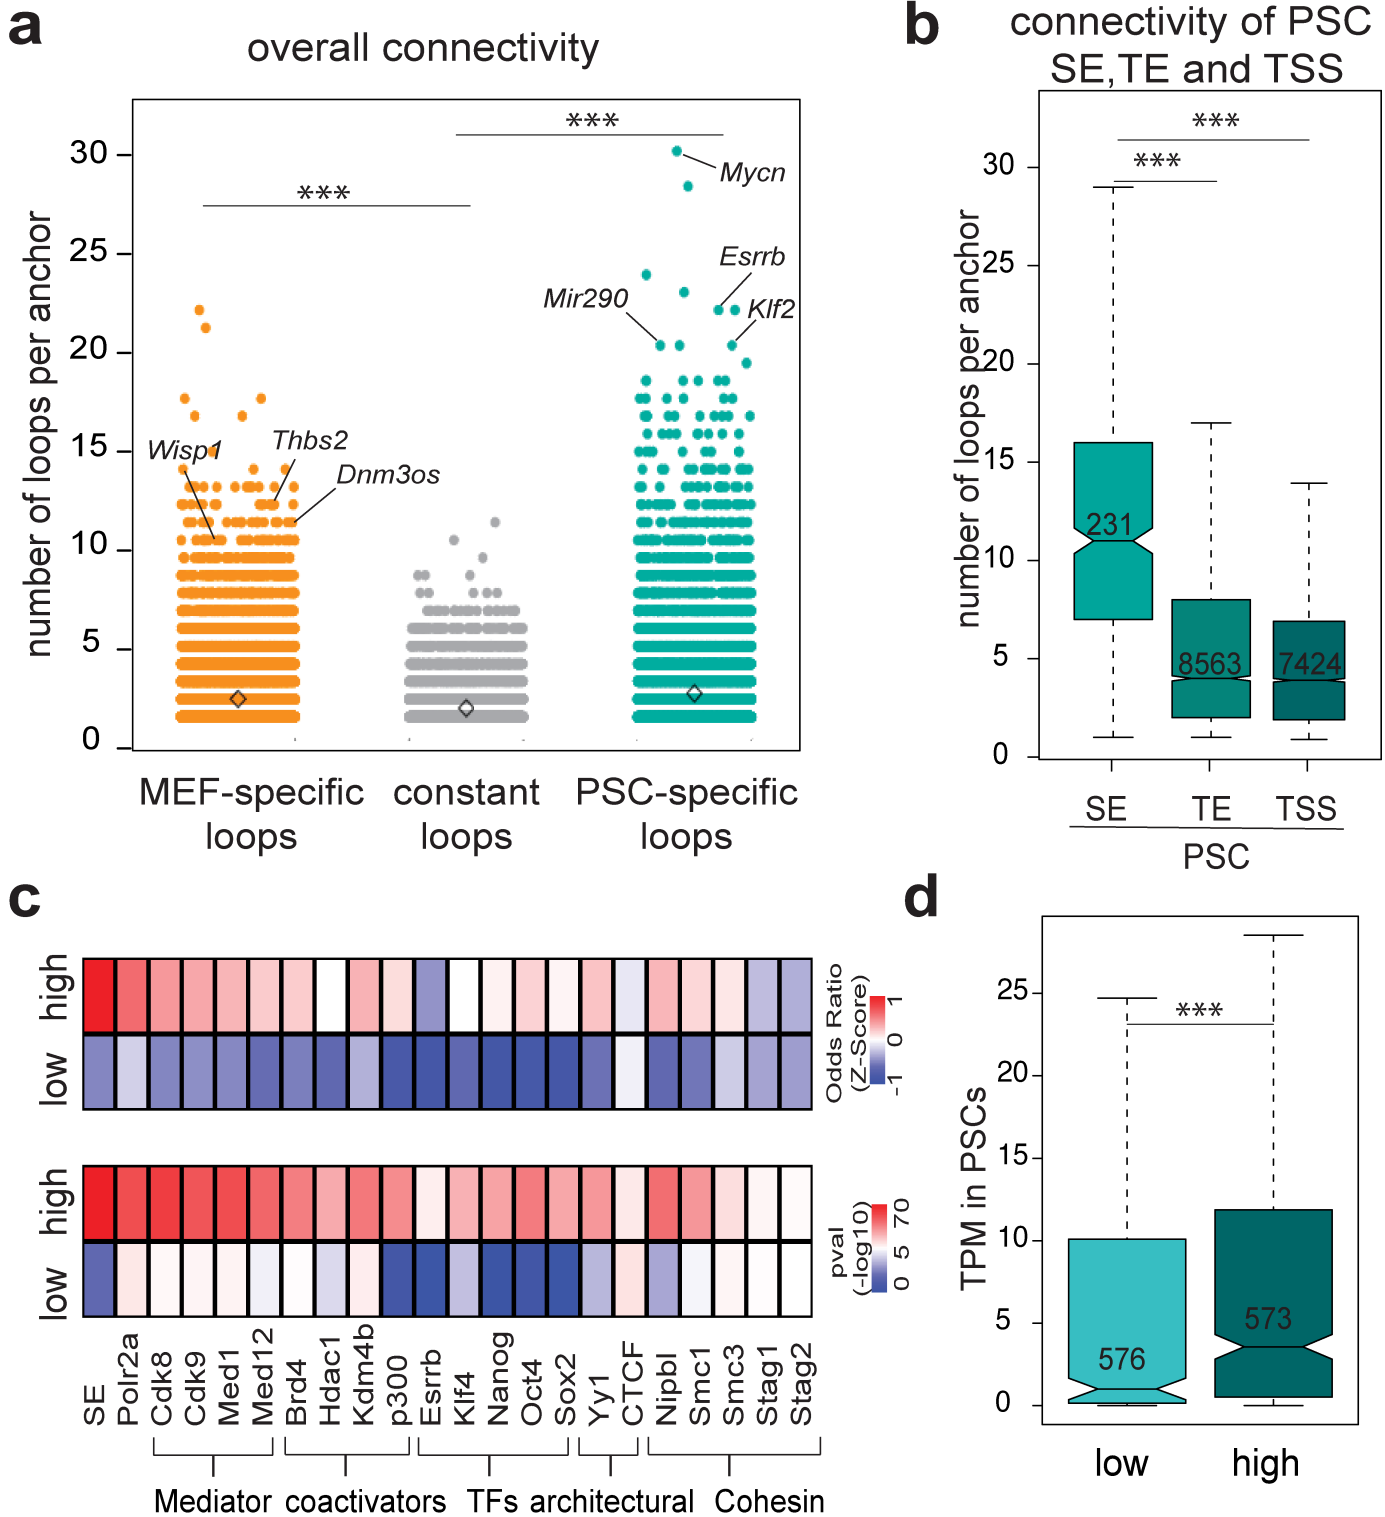 a
overall connectivity
number of loops per anchor
30
25
20
15
10
5
0
***
***
Mycn
Esrrb
Mir290
Klf2
Wisp1
Thbs2
Dnm3os
MEF-specific
loops
constant
loops
PSC-specific
loops
b
connectivity of PSC
SE,TE and TSS
number of loops per anchor
30
25
20
15
10
5
0
***
***
231
8563
7424
SE
TE
TSS
PSC
c
high
low
Odds Ratio
(Z-Score)
1
0
-1
high
low
pval
(-log10)
70
5
0
SE
Polr2a
Cdk8
Cdk9
Med1
Med12
Brd4
Hdac1
Kdm4b
p300
Esrrb
Klf4
Nanog
Oct4
Sox2
Yy1
CTCF
Nipbl
Smc1
Smc3
Stag1
Stag2
Mediator
coactivators
TFs
architectural
Cohesin
d
TPM in PSCs
25
20
15
10
5
0
***
576
573
low
high